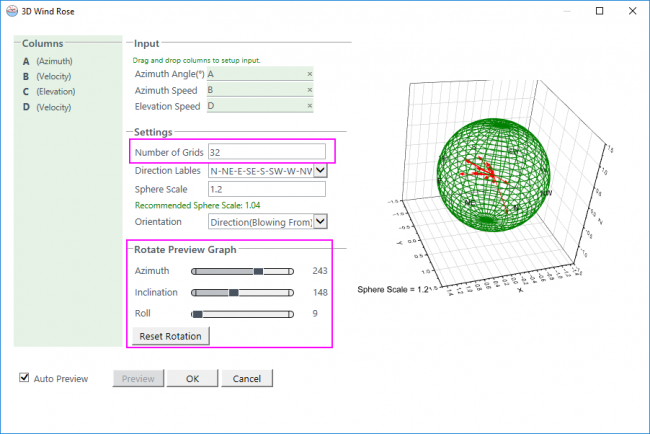 3D Wind Rose
Columns
A (Azimuth)
B (Velocity)
C (Elevation)
D (Velocity)
Input
Drag and drop columns to setup input.
Azimuth Angle(°) A ×
Azimuth Speed B ×
Elevation Speed D ×
Settings
Number of Grids 32
Direction Lables N-NE-E-SE-S-SW-W-NW
Sphere Scale 1.2
Recommended Sphere Scale: 1.04
Orientation Direction(Blowing From)
Rotate Preview Graph
Azimuth 243
Inclination 148
Roll 9
Reset Rotation
Auto Preview Preview OK Cancel
Sphere Scale = 1.2
X